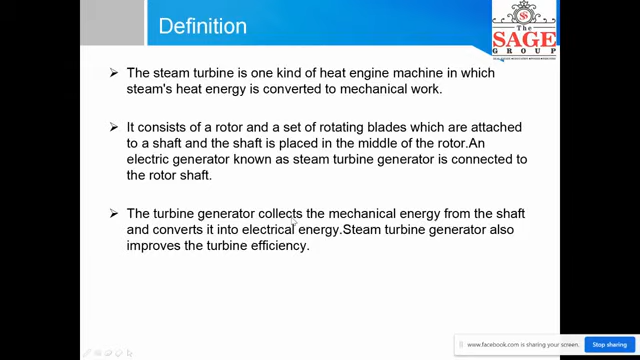 Definition
The
SAGE
GROUP
➢ The steam turbine is one kind of heat engine machine in which
steam's heat energy is converted to mechanical work.
➢ It consists of a rotor and a set of rotating blades which are attached
to a shaft and the shaft is placed in the middle of the rotor.An
electric generator known as steam turbine generator is connected to
the rotor shaft.
➢ The turbine generator collects the mechanical energy from the shaft
and converts it into electrical energy.Steam turbine generator also
improves the turbine efficiency.
www.facebook.com is sharing your screen.
Stop sharing